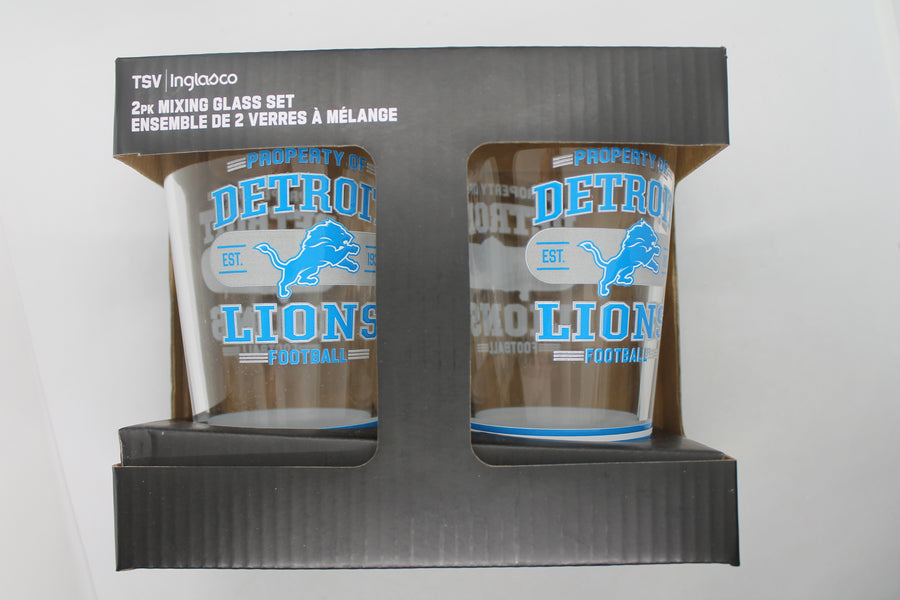 TSV | Inglasco
2PK MIXING GLASS SET
ENSEMBLE DE 2 VERRES À MÉLANGE
PROPERTY OF
DETROIT
EST. 19
LIONS
FOOTBALL
PROPERTY OF
DETROIT
EST.
LIONS
FOOTBALL